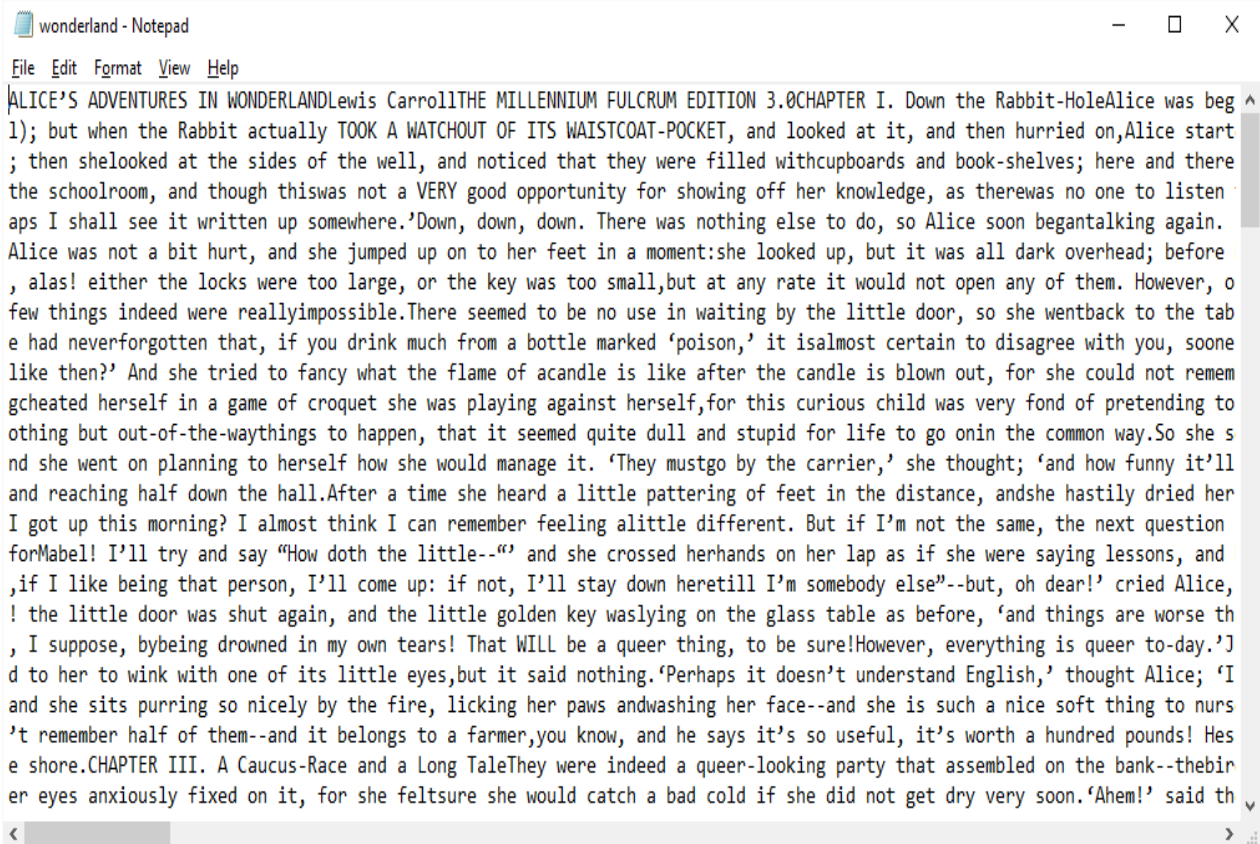 wonderland - Notepad
File Edit Format View Help
ALICE’S ADVENTURES IN WONDERLANDLewis CarrollTHE MILLENNIUM FULCRUM EDITION 3.0CHAPTER I. Down the Rabbit-HoleAlice was beg
l); but when the Rabbit actually TOOK A WATCHOUT OF ITS WAISTCOAT-POCKET, and looked at it, and then hurried on,Alice start
; then shelooked at the sides of the well, and noticed that they were filled withcupboards and book-shelves; here and there
the schoolroom, and though thiswas not a VERY good opportunity for showing off her knowledge, as therewas no one to listen
aps I shall see it written up somewhere.’Down, down, down. There was nothing else to do, so Alice soon begantalking again.
Alice was not a bit hurt, and she jumped up on to her feet in a moment:she looked up, but it was all dark overhead; before
, alas! either the locks were too large, or the key was too small,but at any rate it would not open any of them. However, o
few things indeed were reallyimpossible.There seemed to be no use in waiting by the little door, so she wentback to the tab
e had neverforgotten that, if you drink much from a bottle marked ‘poison,’ it isalmost certain to disagree with you, soone
like then?’ And she tried to fancy what the flame of acandle is like after the candle is blown out, for she could not remem
gcheated herself in a game of croquet she was playing against herself,for this curious child was very fond of pretending to
othing but out-of-the-waythings to happen, that it seemed quite dull and stupid for life to go onin the common way.So she s
nd she went on planning to herself how she would manage it. ‘They mustgo by the carrier,’ she thought; ‘and how funny it’ll
and reaching half down the hall.After a time she heard a little pattering of feet in the distance, andshe hastily dried her
I got up this morning? I almost think I can remember feeling alittle different. But if I’m not the same, the next question
forMabel! I’ll try and say “How doth the little--“’ and she crossed herhands on her lap as if she were saying lessons, and
,if I like being that person, I’ll come up: if not, I’ll stay down heretill I’m somebody else”--but, oh dear!’ cried Alice,
! the little door was shut again, and the little golden key waslying on the glass table as before, ‘and things are worse th
, I suppose, bybeing drowned in my own tears! That WILL be a queer thing, to be sure!However, everything is queer to-day.’J
d to her to wink with one of its little eyes,but it said nothing.‘Perhaps it doesn’t understand English,’ thought Alice; ‘I
and she sits purring so nicely by the fire, licking her paws andwashing her face--and she is such a nice soft thing to nurs
’t remember half of them--and it belongs to a farmer,you know, and he says it’s so useful, it’s worth a hundred pounds! Hes
e shore.CHAPTER III. A Caucus-Race and a Long TaleThey were indeed a queer-looking party that assembled on the bank--thebir
er eyes anxiously fixed on it, for she feltsure she would catch a bad cold if she did not get dry very soon.‘Ahem!’ said th